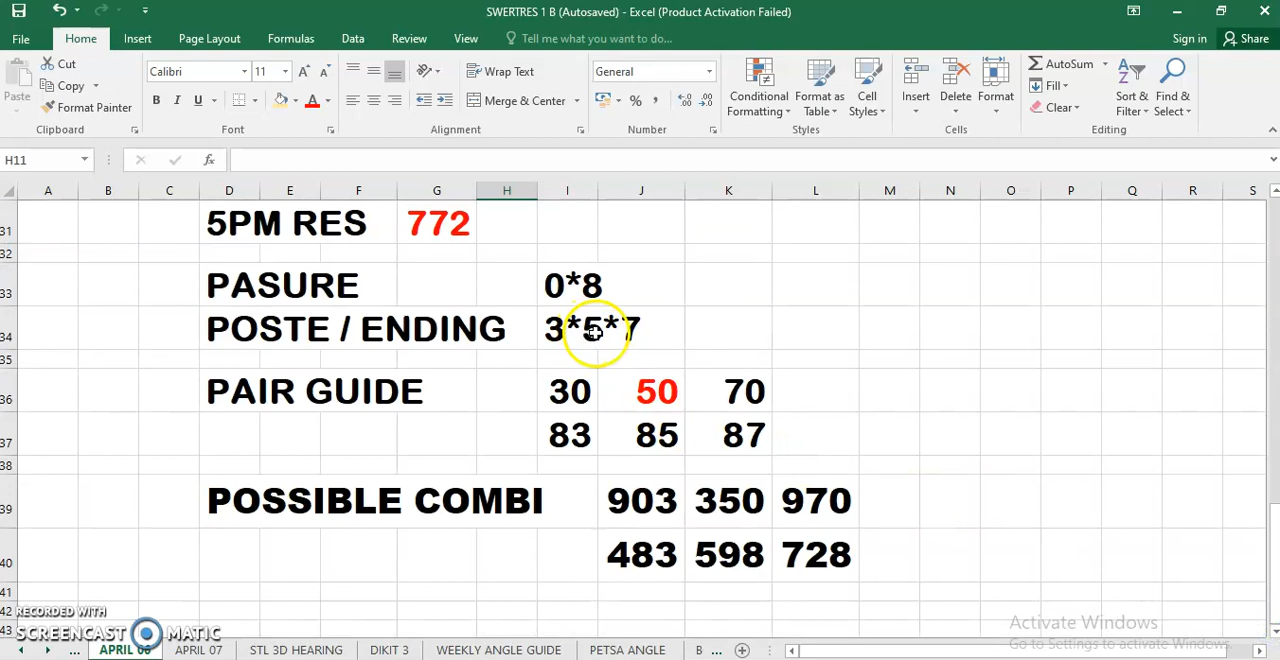 SWERTRES 1 B (Autosaved) - Excel (Product Activation Failed)
File Home Insert Page Layout Formulas Data Review View Tell me what you want to do... Sign in Share
Cut
Copy
Format Painter
Paste
Clipboard
Calibri 11
B I U
Font
Wrap Text
Merge & Center
Alignment
General
% ,
Number
Conditional Formatting
Format as Table
Cell Styles
Styles
Insert Delete Format
Cells
AutoSum
Fill
Clear
Sort & Filter
Find & Select
Editing
H11 fx
A B C D E F G H I J K L M N O P Q R S
31 5PM RES 772
32
33 PASURE 0*8
34 POSTE / ENDING 3*5*7
35
36 PAIR GUIDE 30 50 70
37 83 85 87
38
39 POSSIBLE COMBI 903 350 970
40 483 598 728
41
42
43
RECORDED WITH
SCREENCAST MATIC
Activate Windows
Go to Settings to activate Windows.
... APRIL 06 APRIL 07 STL 3D HEARING DIKIT 3 WEEKLY ANGLE GUIDE PETSA ANGLE B ...